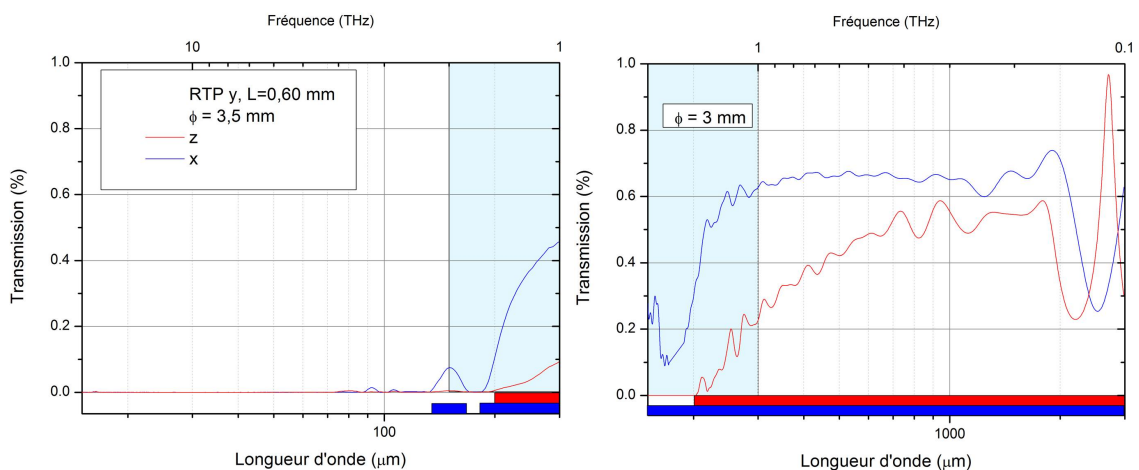 Fréquence (THz)
10
1
1.0
0.8
0.6
0.4
0.2
0.0
Transmission (%)
RTP y, L=0,60 mm
ϕ = 3,5 mm
z
x
100
Longueur d'onde (μm)
Fréquence (THz)
1
0.1
1.0
0.8
0.6
0.4
0.2
0.0
Transmission (%)
ϕ = 3 mm
1000
Longueur d'onde (μm)